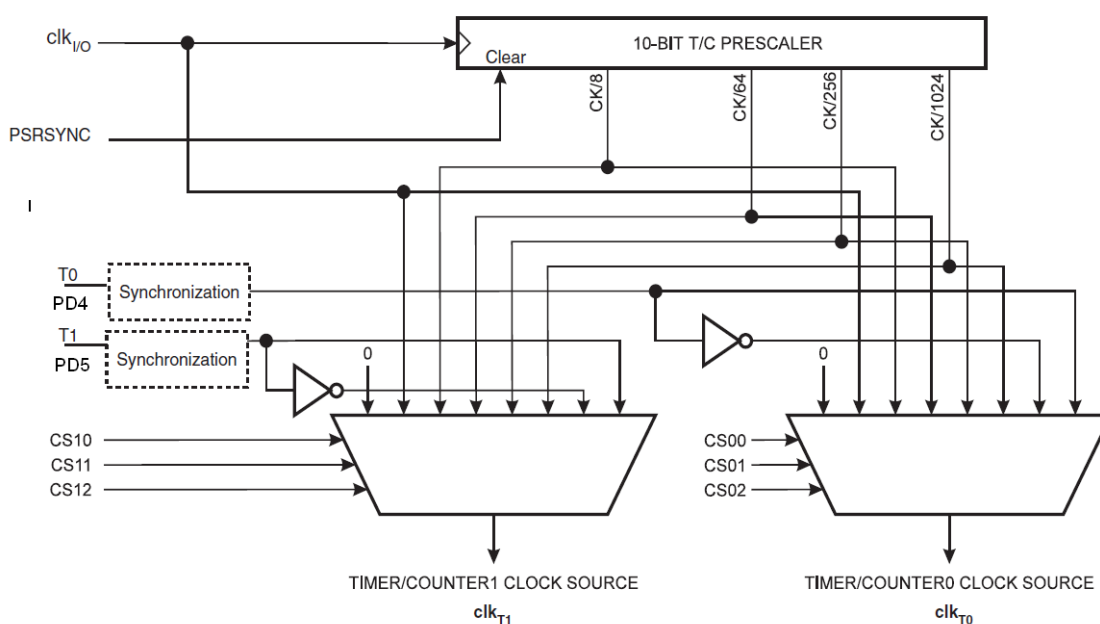 clkI/O
10-BIT T/C PRESCALER
Clear
CK/8
CK/64
CK/256
CK/1024
PSRSYNC
I
T0
Synchronization
PD4
T1
Synchronization
PD5
0
0
CS10
CS11
CS12
CS00
CS01
CS02
TIMER/COUNTER1 CLOCK SOURCE
clkT1
TIMER/COUNTER0 CLOCK SOURCE
clkT0